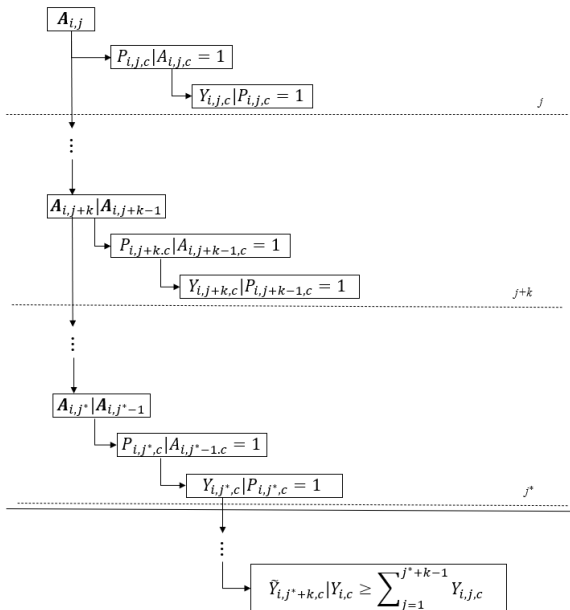 𝑨_{i,j}
P_{i,j,c}|A_{i,j,c} = 1
Y_{i,j,c}|P_{i,j,c} = 1
j
⋮
𝑨_{i,j+k}|𝑨_{i,j+k−1}
P_{i,j+k.c}|A_{i,j+k−1,c} = 1
Y_{i,j+k,c}|P_{i,j+k−1,c} = 1
j+k
⋮
𝑨_{i,j*}|𝑨_{i,j*−1}
P_{i,j*,c}|A_{i,j*−1.c} = 1
Y_{i,j*,c}|P_{i,j*,c} = 1
j*
⋮
Ỹ_{i,j*+k,c}|Y_{i,c} ≥ ∑_{j=1}^{j*+k−1} Y_{i,j,c}